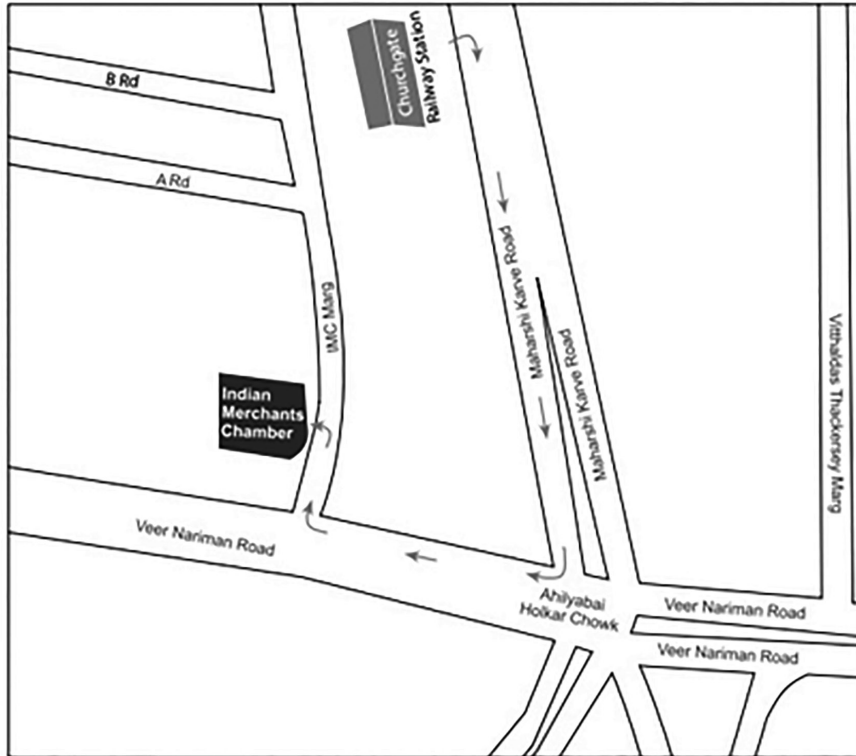 B Rd
A Rd
Churchgate
Railway Station
IMC Marg
Maharshi Karve Road
Maharshi Karve Road
Vitthaldas Thackersey Marg
Indian
Merchants
Chamber
Veer Nariman Road
Ahilyabai
Holkar Chowk
Veer Nariman Road
Veer Nariman Road